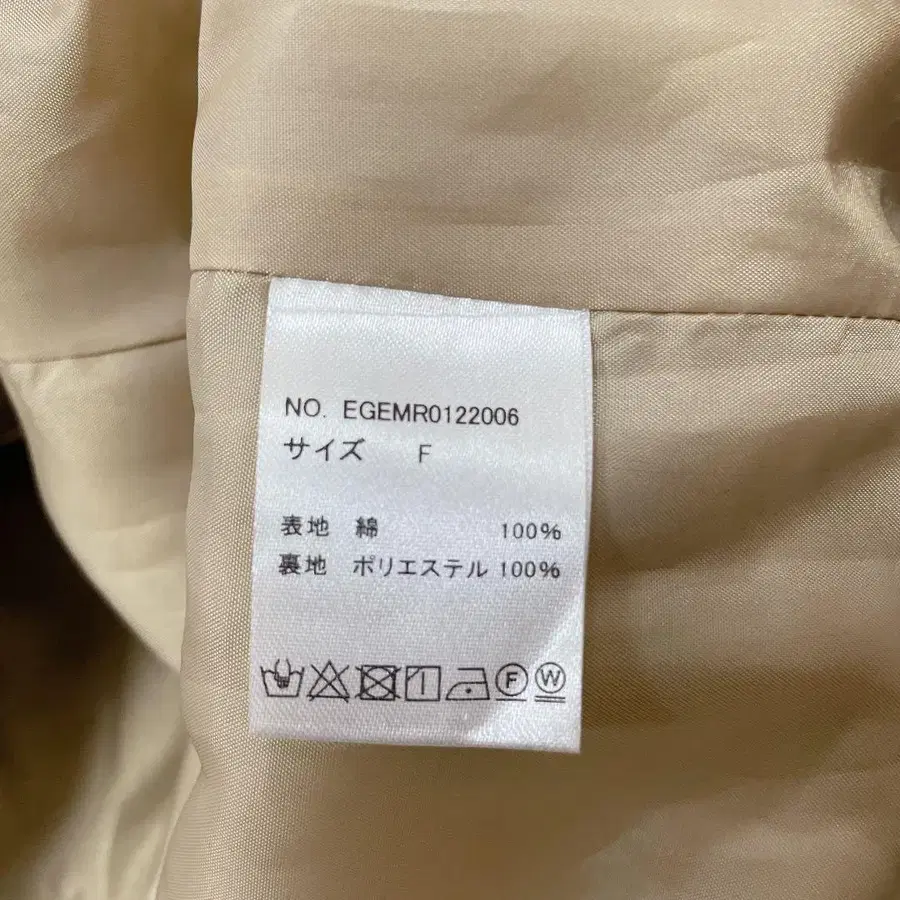 NO. EGEMR0122006
サイズ F
表地 綿 100%
裏地 ポリエステル 100%
F W